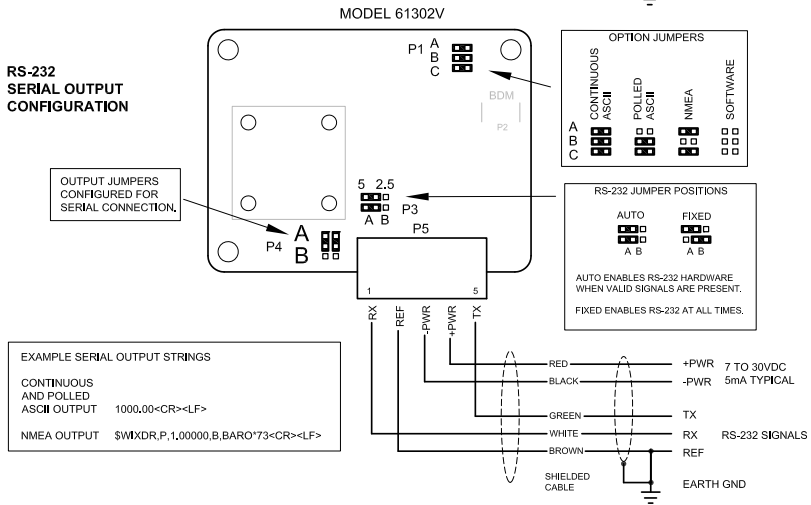 MODEL 61302V
RS-232
SERIAL OUTPUT
CONFIGURATION
P1
A
B
C
BDM
P2
OPTION JUMPERS
CONTINUOUS
ASCII
POLLED
ASCII
NMEA
SOFTWARE
A
B
C
OUTPUT JUMPERS
CONFIGURED FOR
SERIAL CONNECTION.
5 2.5
A B
P3
P4
A
B
P5
1 5
RS-232 JUMPER POSITIONS
AUTO FIXED
A B A B
AUTO ENABLES RS-232 HARDWARE
WHEN VALID SIGNALS ARE PRESENT.
FIXED ENABLES RS-232 AT ALL TIMES.
RX
REF
-PWR
+PWR
TX
EXAMPLE SERIAL OUTPUT STRINGS
CONTINUOUS
AND POLLED
ASCII OUTPUT 1000.00<CR><LF>
NMEA OUTPUT $WIXDR,P,1.00000,B,BARO*73<CR><LF>
RED +PWR 7 TO 30VDC
BLACK -PWR 5mA TYPICAL
GREEN TX
WHITE RX RS-232 SIGNALS
BROWN REF
SHIELDED
CABLE
EARTH GND